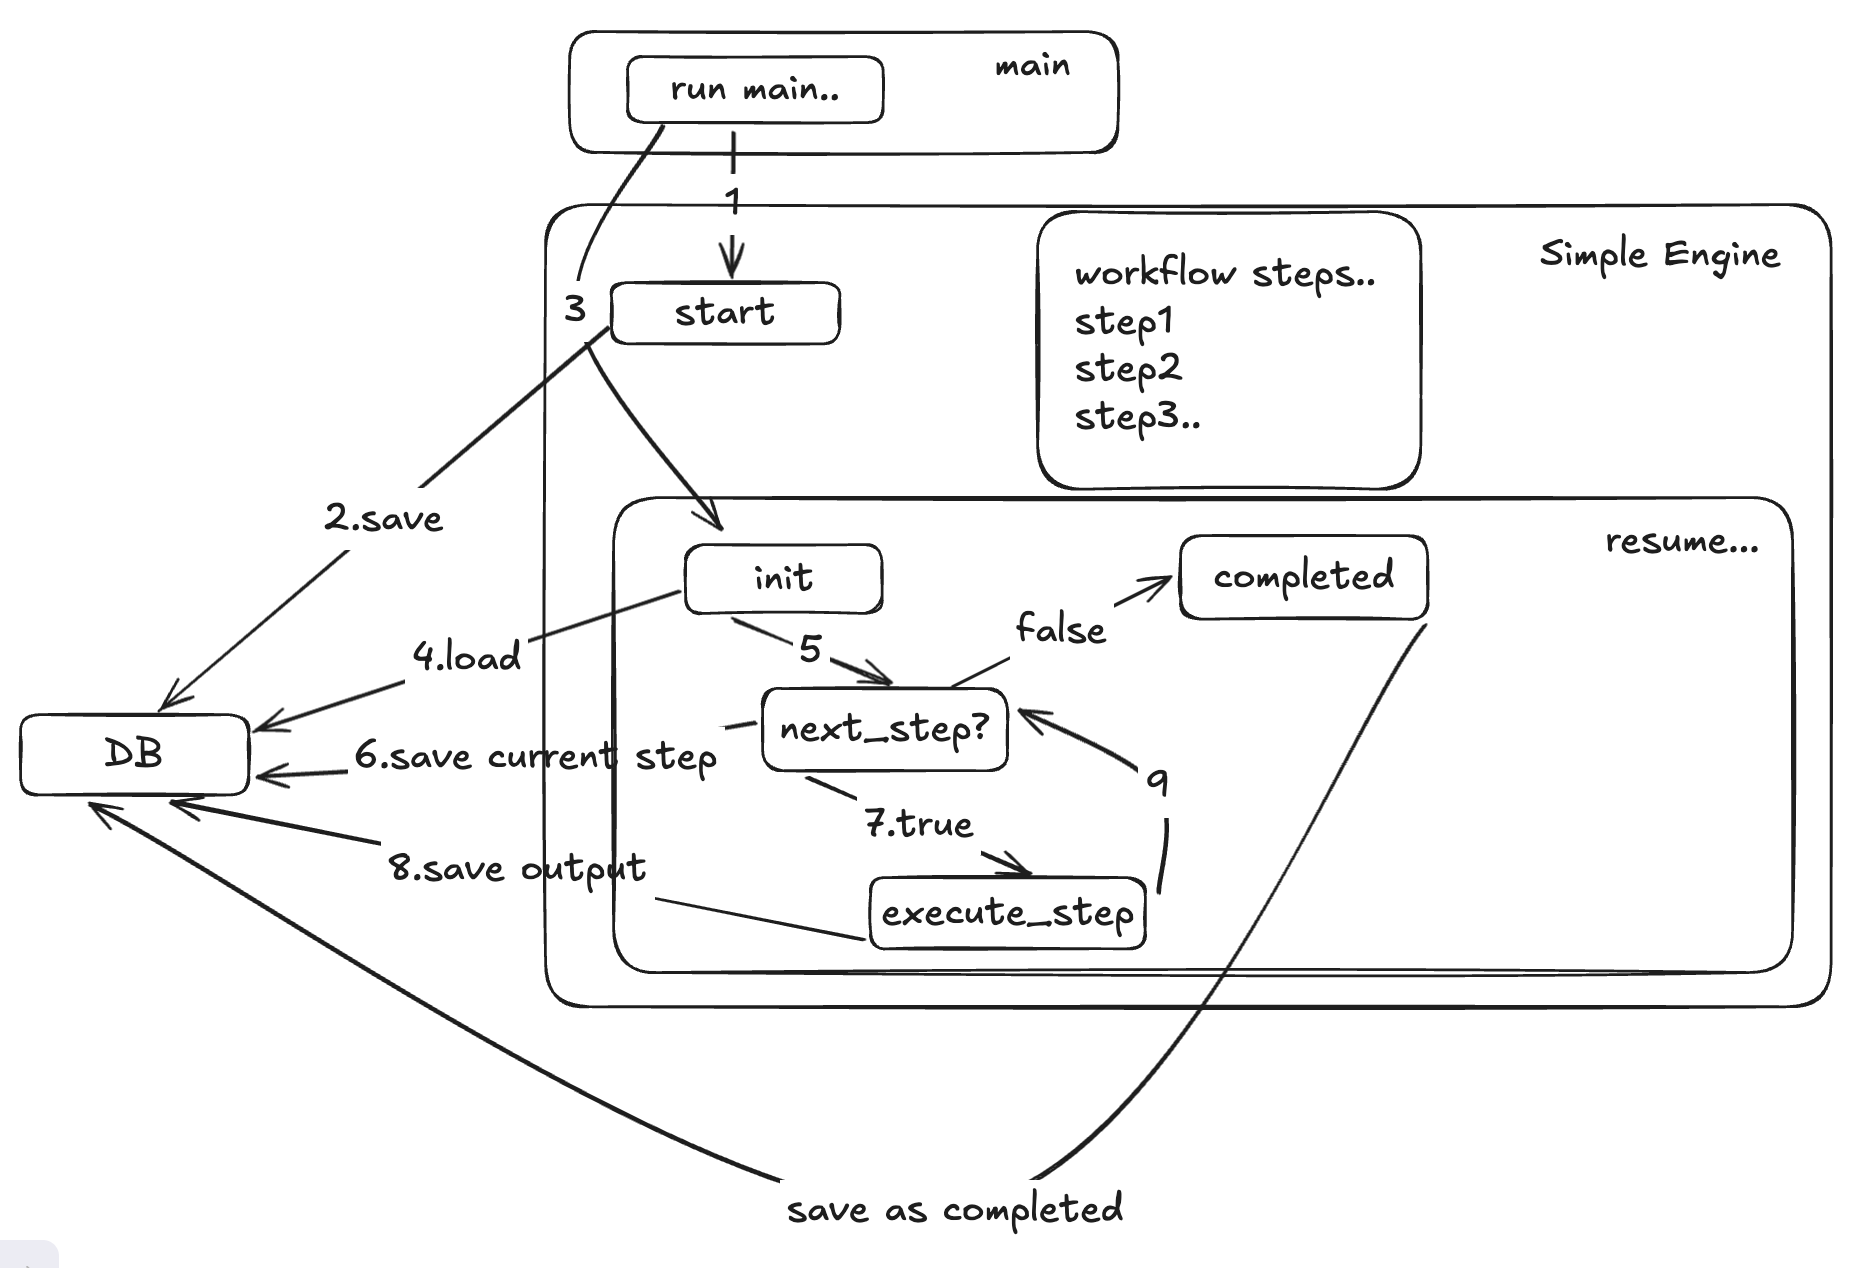 main
run main..
1
Simple Engine
workflow steps..
step1
step2
step3..
3
start
2.save
resume...
init
completed
false
5
4.load
next_step?
DB
6.save current step
9
7.true
8.save output
execute_step
save as completed